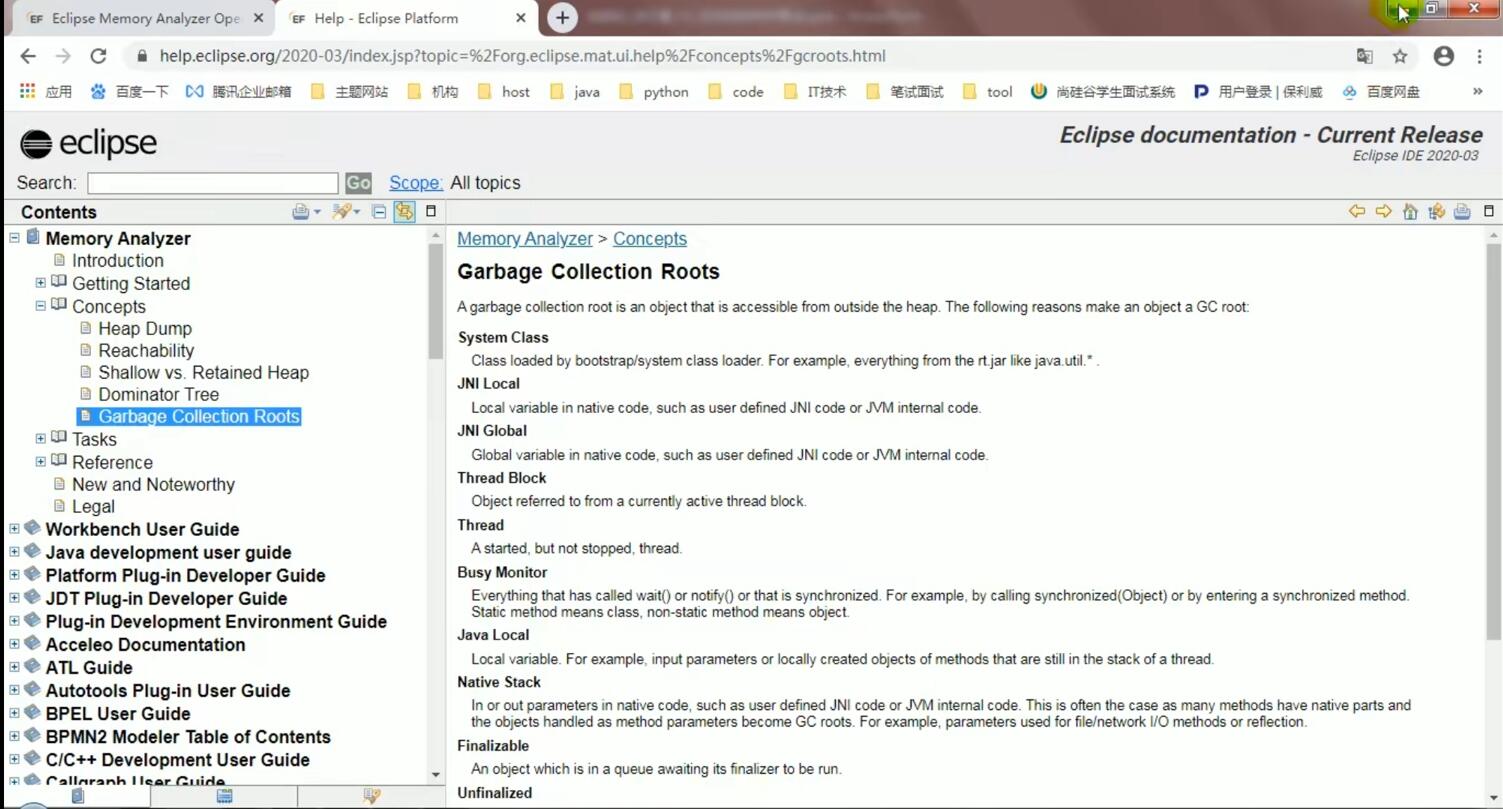 EF Eclipse Memory Analyzer Ope
EF Help - Eclipse Platform
help.eclipse.org/2020-03/index.jsp?topic=%2Forg.eclipse.mat.ui.help%2Fconcepts%2Fgcroots.html
应用 百度一下 腾讯企业邮箱 主题网站 机构 host java python code IT技术 笔试面试 tool 尚硅谷学生面试系统 用户登录 | 保利威 百度网盘 »
eclipse
Eclipse documentation - Current Release
Eclipse IDE 2020-03
Search: Go Scope: All topics
Contents
Memory Analyzer
Introduction
Getting Started
Concepts
Heap Dump
Reachability
Shallow vs. Retained Heap
Dominator Tree
Garbage Collection Roots
Tasks
Reference
New and Noteworthy
Legal
Workbench User Guide
Java development user guide
Platform Plug-in Developer Guide
JDT Plug-in Developer Guide
Plug-in Development Environment Guide
Acceleo Documentation
ATL Guide
Autotools Plug-in User Guide
BPEL User Guide
BPMN2 Modeler Table of Contents
C/C++ Development User Guide
Callgraph User Guide
Memory Analyzer > Concepts
Garbage Collection Roots
A garbage collection root is an object that is accessible from outside the heap. The following reasons make an object a GC root:
System Class
Class loaded by bootstrap/system class loader. For example, everything from the rt.jar like java.util.* .
JNI Local
Local variable in native code, such as user defined JNI code or JVM internal code.
JNI Global
Global variable in native code, such as user defined JNI code or JVM internal code.
Thread Block
Object referred to from a currently active thread block.
Thread
A started, but not stopped, thread.
Busy Monitor
Everything that has called wait() or notify() or that is synchronized. For example, by calling synchronized(Object) or by entering a synchronized method.
Static method means class, non-static method means object.
Java Local
Local variable. For example, input parameters or locally created objects of methods that are still in the stack of a thread.
Native Stack
In or out parameters in native code, such as user defined JNI code or JVM internal code. This is often the case as many methods have native parts and
the objects handled as method parameters become GC roots. For example, parameters used for file/network I/O methods or reflection.
Finalizable
An object which is in a queue awaiting its finalizer to be run.
Unfinalized